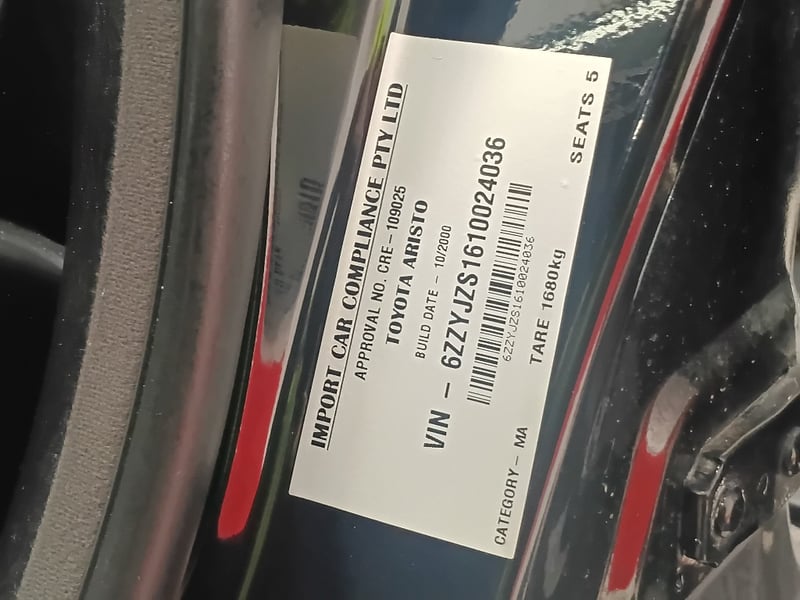 IMPORT CAR COMPLIANCE PTY LTD
APPROVAL NO. CRE-109025
TOYOTA ARISTO
BUILD DATE - 10/2000
VIN - 6ZZYJZS1610024036
6ZZYJZS1610024036
CATEGORY- MA TARE 1680kg SEATS 5